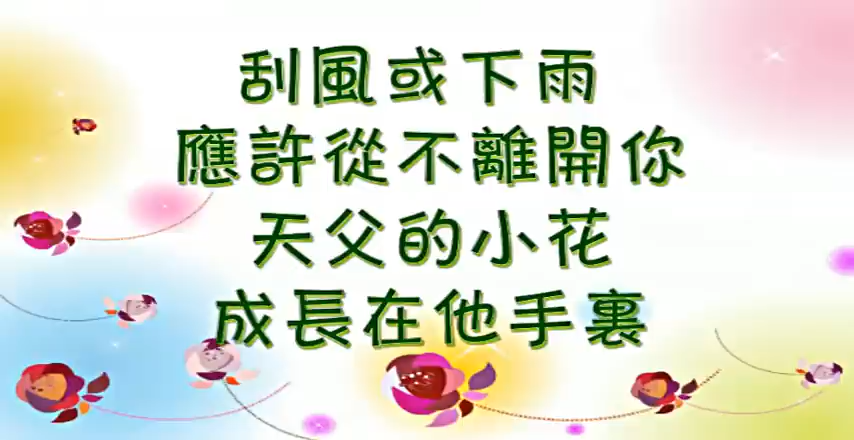 刮風或下雨
應許從不離開你
天父的小花
成長在他手裏